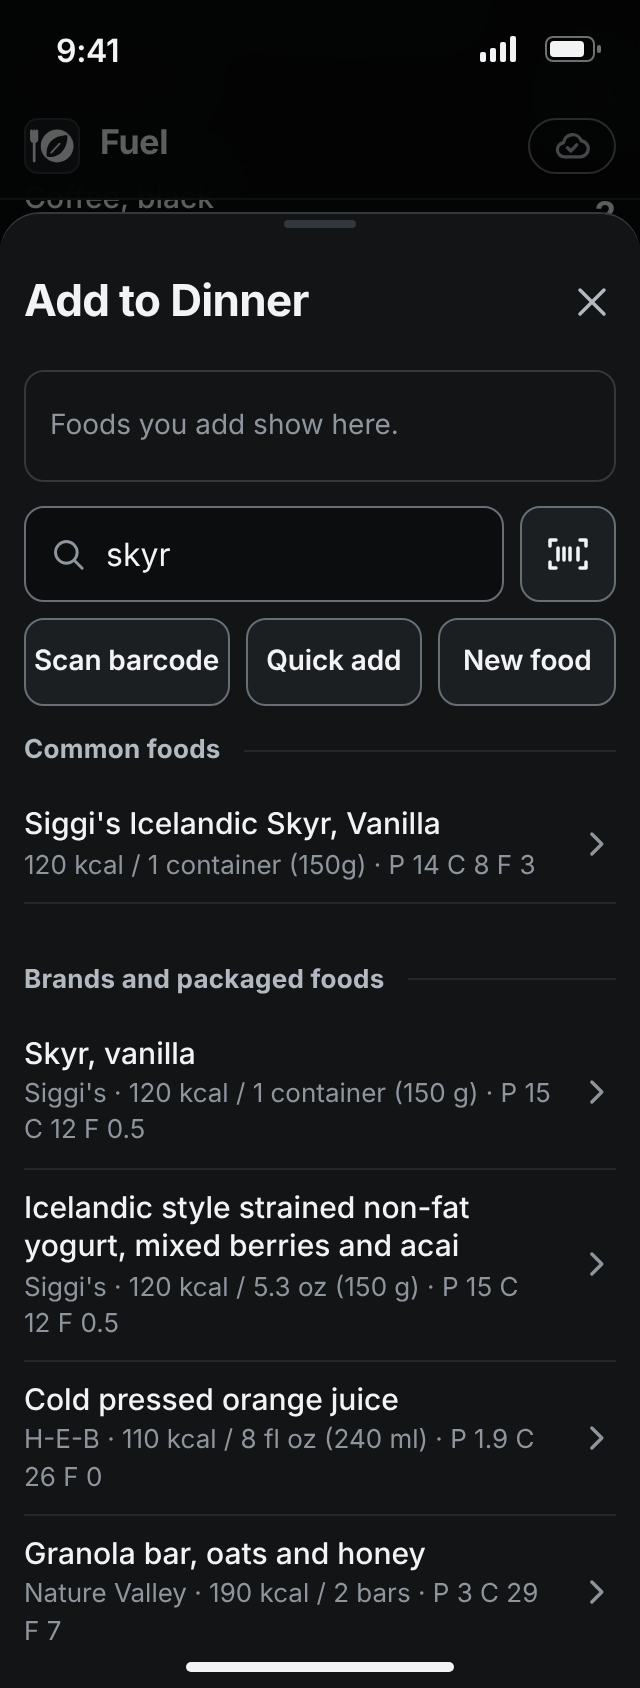 9:41
Fuel
Coffee, black
Add to Dinner
Foods you add show here.
skyr
Scan barcode
Quick add
New food
Common foods
Siggi's Icelandic Skyr, Vanilla
120 kcal / 1 container (150g) · P 14 C 8 F 3
Brands and packaged foods
Skyr, vanilla
Siggi's · 120 kcal / 1 container (150 g) · P 15
C 12 F 0.5
Icelandic style strained non-fat
yogurt, mixed berries and acai
Siggi's · 120 kcal / 5.3 oz (150 g) · P 15 C
12 F 0.5
Cold pressed orange juice
H-E-B · 110 kcal / 8 fl oz (240 ml) · P 1.9 C
26 F 0
Granola bar, oats and honey
Nature Valley · 190 kcal / 2 bars · P 3 C 29
F 7